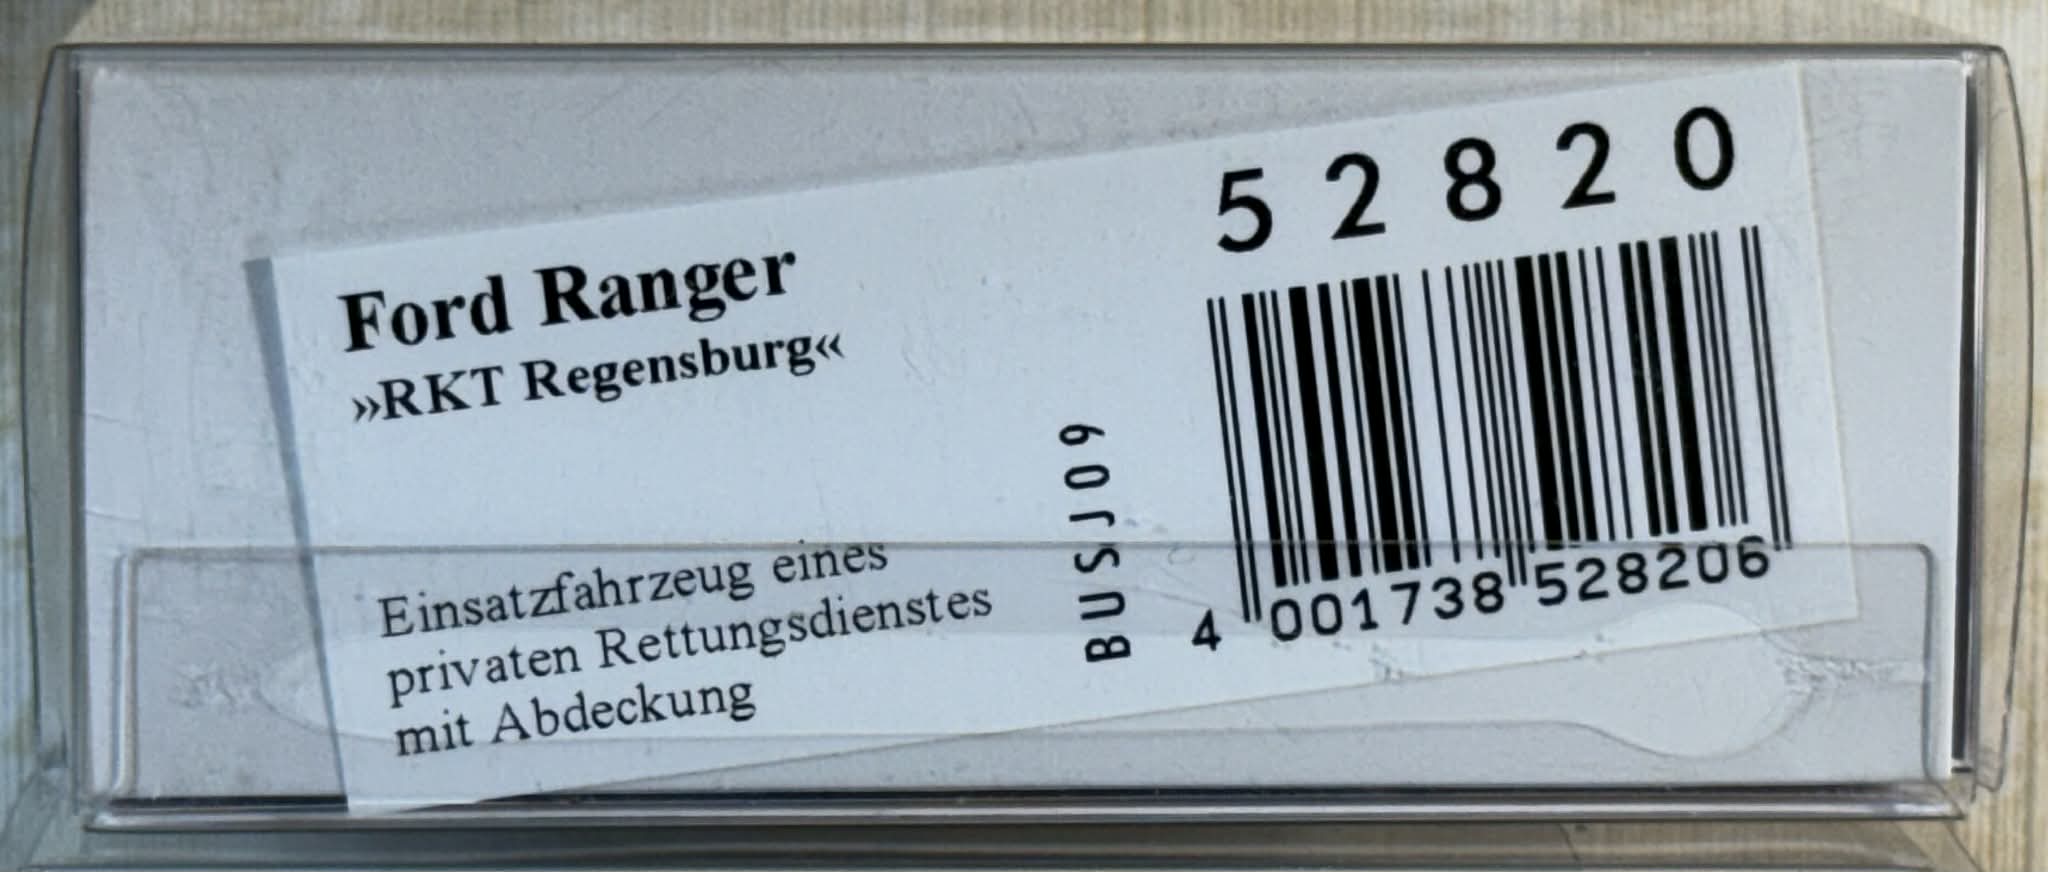 52820
Ford Ranger
»RKT Regensburg«
Einsatzfahrzeug eines
privaten Rettungsdienstes
mit Abdeckung
BUSJ09
4 001738 528206